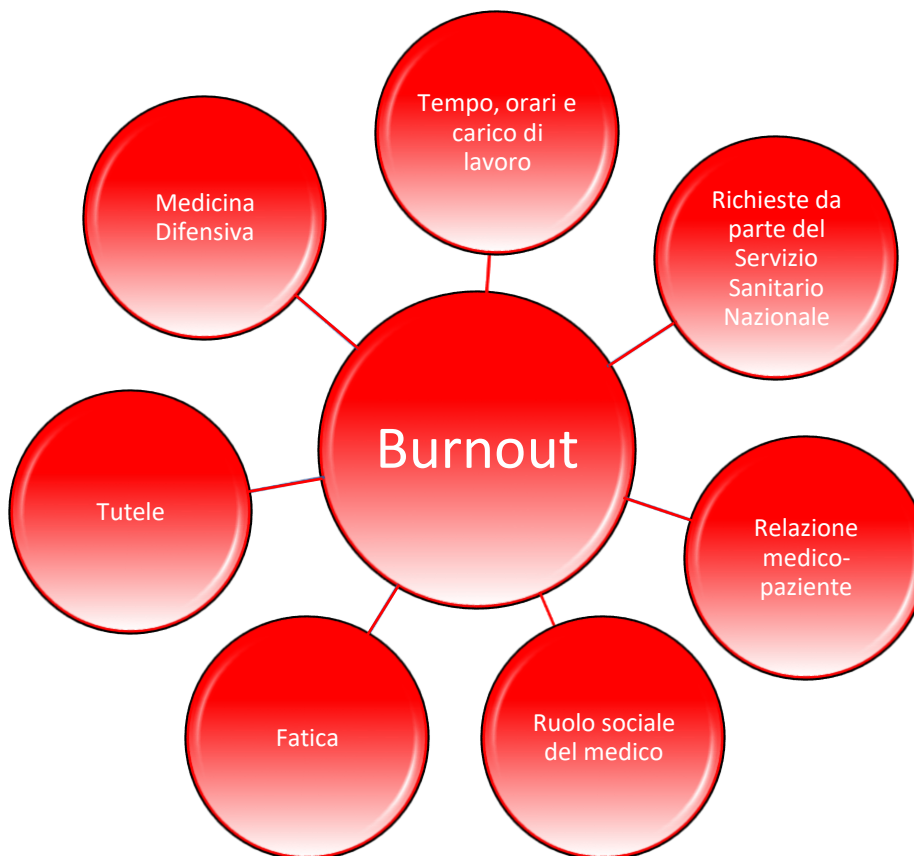 Tempo, orari e
carico di
lavoro
Richieste da
parte del
Servizio
Sanitario
Nazionale
Relazione
medico-
paziente
Ruolo sociale
del medico
Fatica
Tutele
Medicina
Difensiva
Burnout